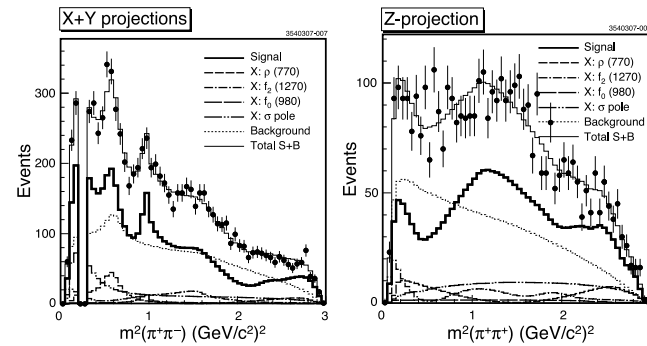 X+Y projections
3540307-007
Signal
X: ρ (770)
X: f₂ (1270)
X: f₀ (980)
X: σ pole
Background
Total S+B
Events
300
200
100
0
0 1 2 3
m²(π⁺π⁻) (GeV/c²)²
Z-projection
3540307-00
Signal
X: ρ (770)
X: f₂ (1270)
X: f₀ (980)
X: σ pole
Background
Total S+B
Events
100
50
0
0 1 2
m²(π⁺π⁺) (GeV/c²)²